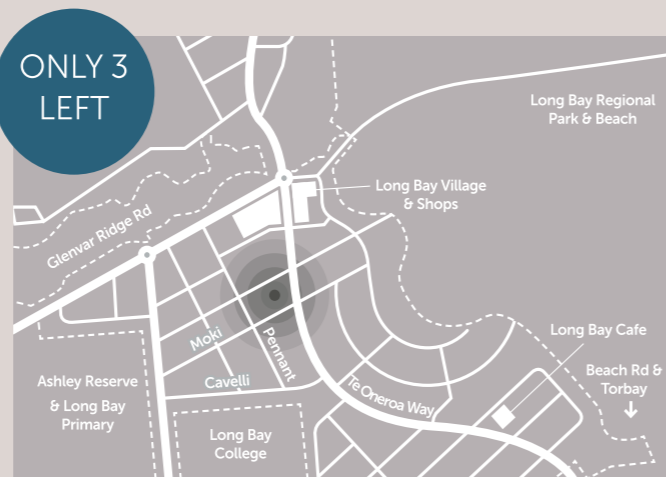 ONLY 3
LEFT
Long Bay Regional
Park & Beach
Long Bay Village
& Shops
Glenvar Ridge Rd
Moki
Pennant
Cavelli
Te Oneroa Way
Long Bay Cafe
Beach Rd &
Torbay
Ashley Reserve
& Long Bay
Primary
Long Bay
College